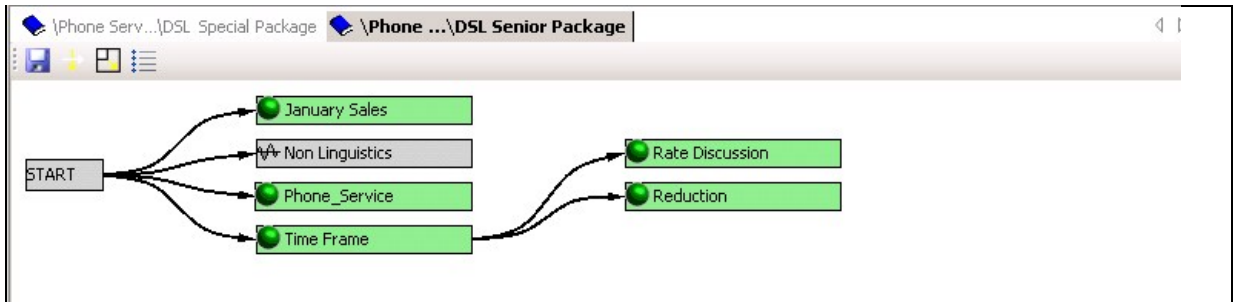 \Phone Serv...\DSL Special Package \Phone ...\DSL Senior Package
January Sales
Non Linguistics Rate Discussion
START
Phone_Service Reduction
Time Frame